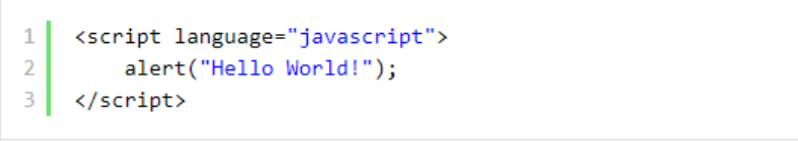 1 <script language="javascript">
2     alert("Hello World!");
3 </script>